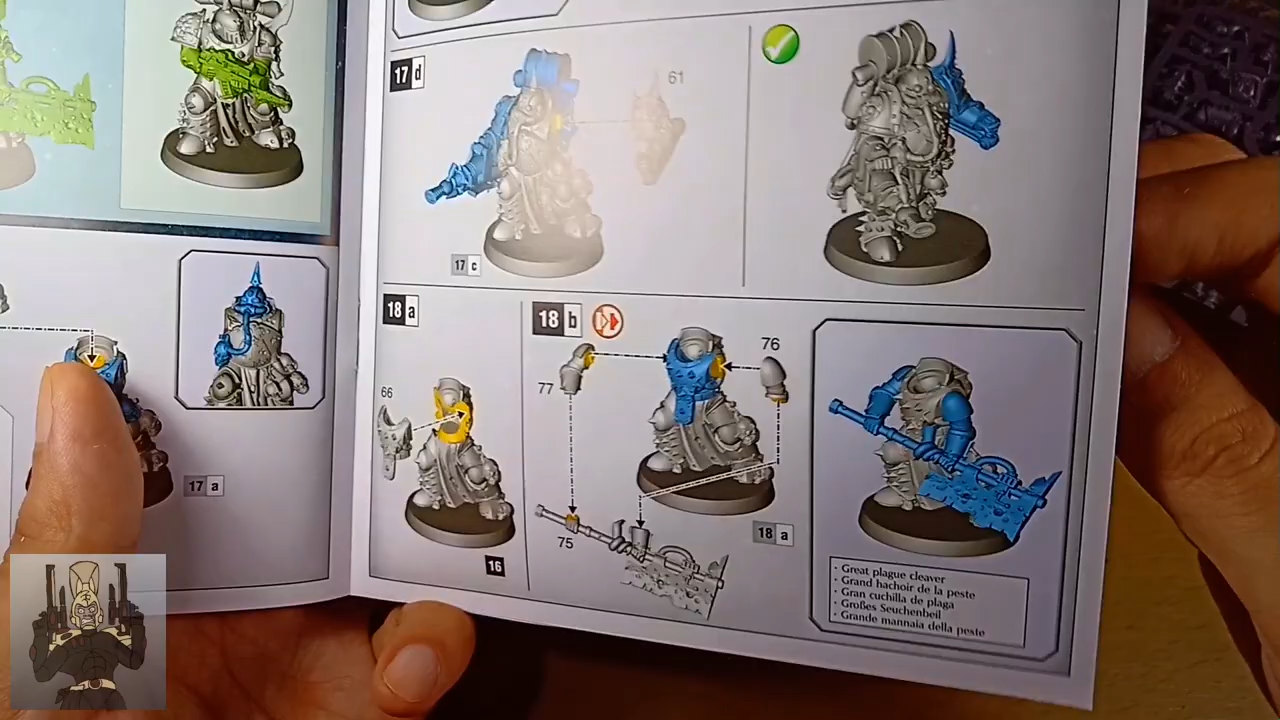 17 d
61
17 c
17 a
18 a
66
16
18 b
77
76
75
18 a
· Great plague cleaver
· Grand hachoir de la peste
· Gran cuchilla de plaga
· Großes Seuchenbeil
· Grande mannaia della peste